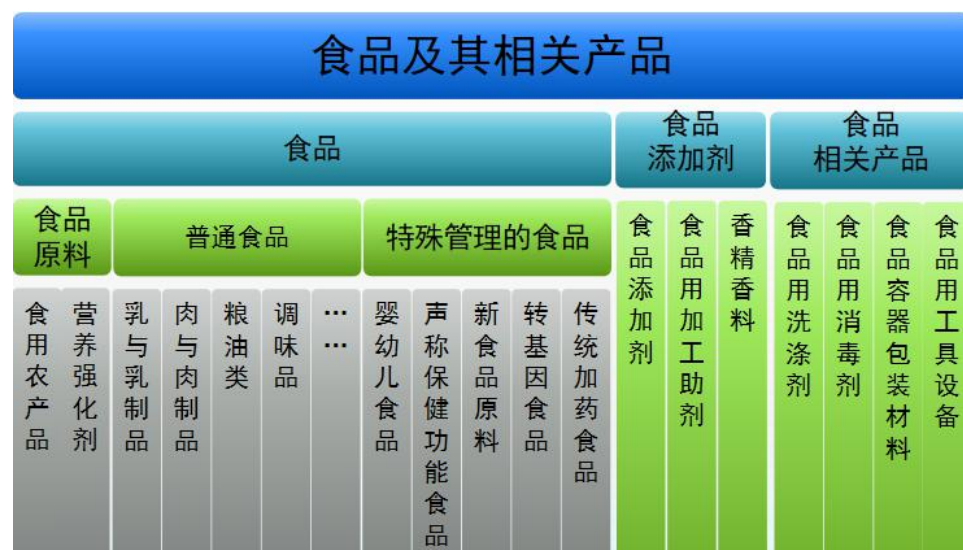 食品及其相关产品
食品
食品
添加剂
食品
相关产品
食品
原料
普通食品
特殊管理的食品
食用农产品
营养强化剂
乳与乳制品
肉与肉制品
粮油类
调味品
……
婴幼儿食品
声称保健功能食品
新食品原料
转基因食品
传统加药食品
食品添加剂
食品用加工助剂
香精香料
食品用洗涤剂
食品用消毒剂
食品容器包装材料
食品用工具设备